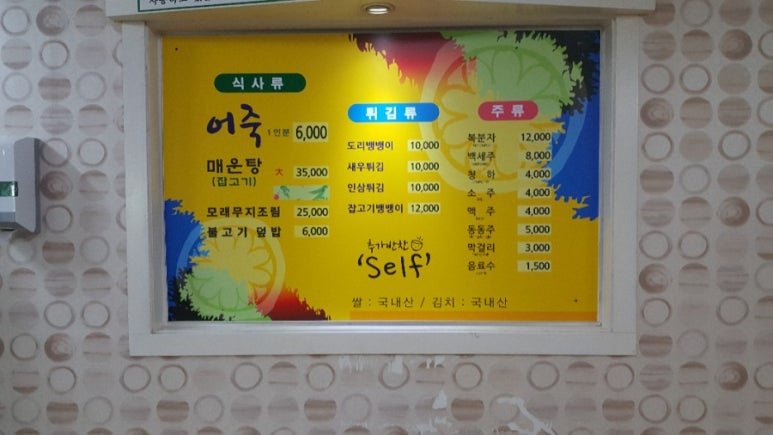 식사류
어죽 1인분 6,000
매운탕 大 35,000
(잡고기)
모래무지조림 25,000
불고기 덮밥 6,000
튀김류
도리뱅뱅이 10,000
새우튀김 10,000
인삼튀김 10,000
잡고기뱅뱅이 12,000
추가반찬
'Self'
주류
복분자 12,000
백세주 8,000
청하 4,000
소주 4,000
맥주 4,000
동동주 5,000
막걸리 3,000
음료수 1,500
쌀 : 국내산 / 김치 : 국내산